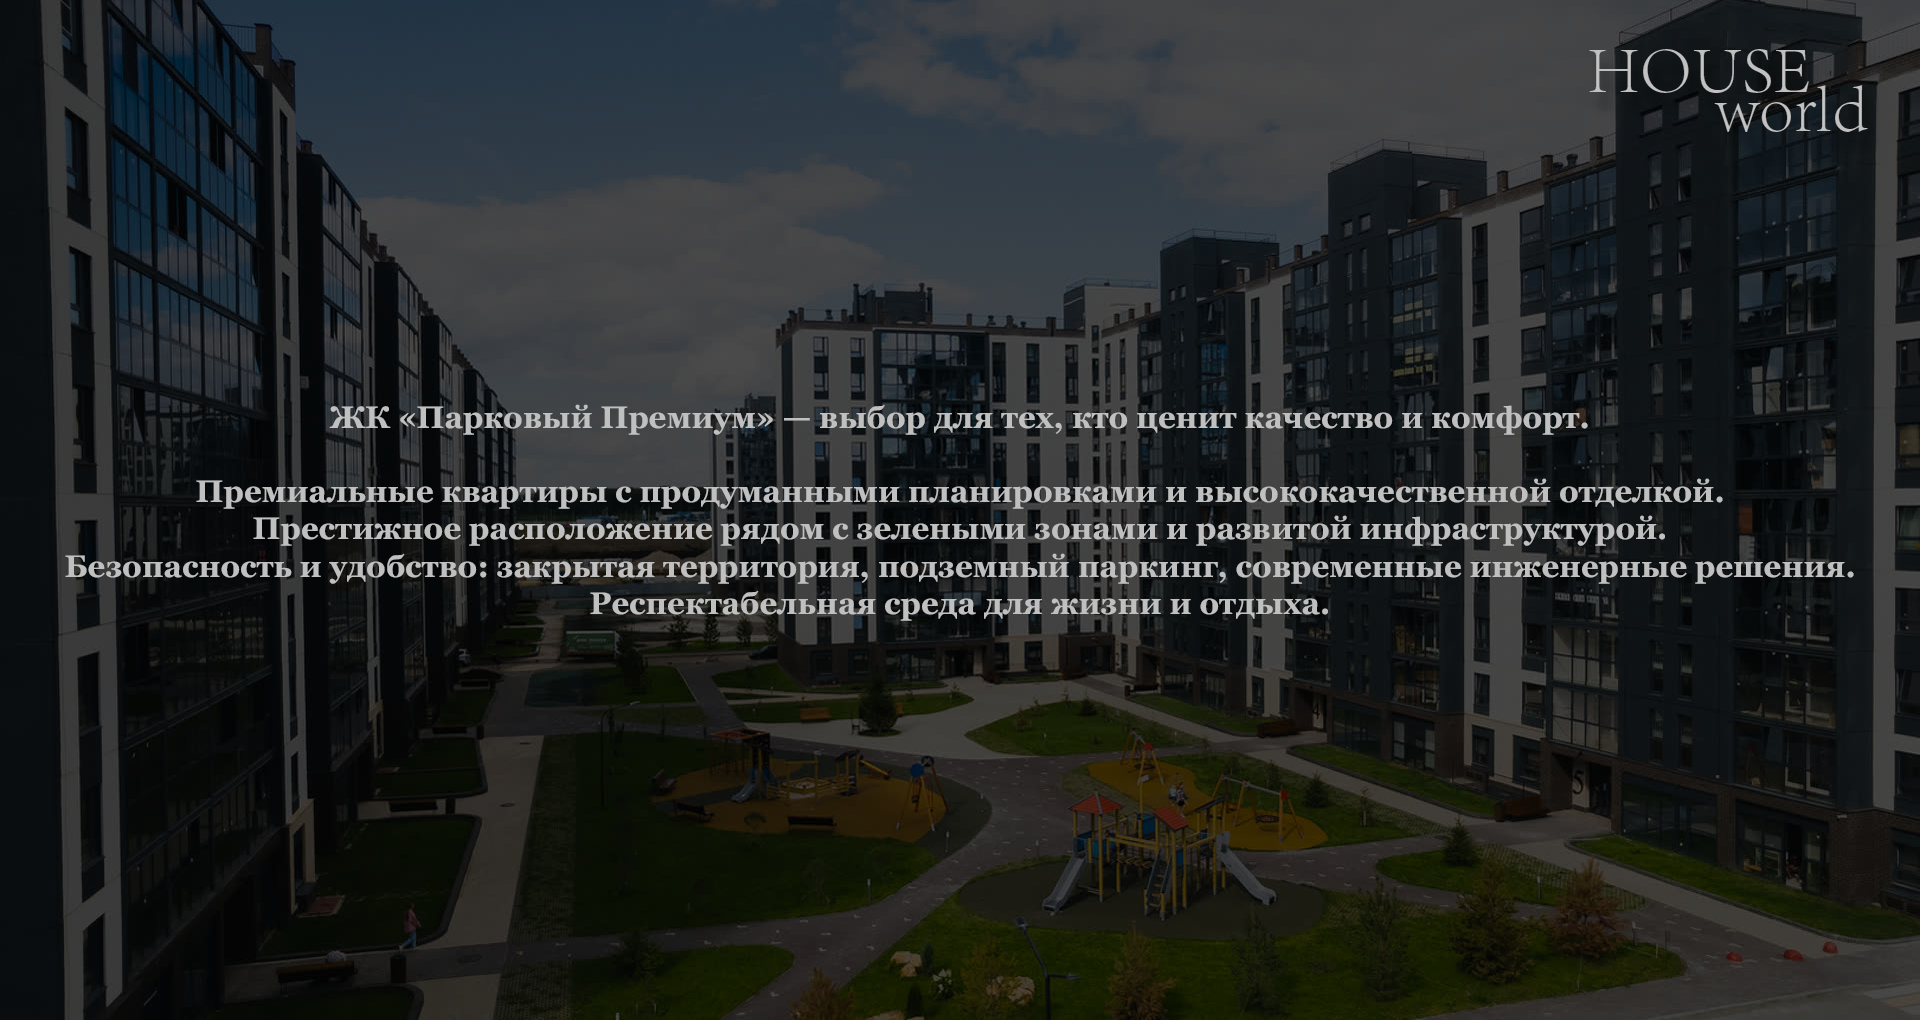 HOUSE
world
ЖК «Парковый Премиум» — выбор для тех, кто ценит качество и комфорт.
Премиальные квартиры с продуманными планировками и высококачественной отделкой.
Престижное расположение рядом с зелеными зонами и развитой инфраструктурой.
Безопасность и удобство: закрытая территория, подземный паркинг, современные инженерные решения.
Респектабельная среда для жизни и отдыха.
5